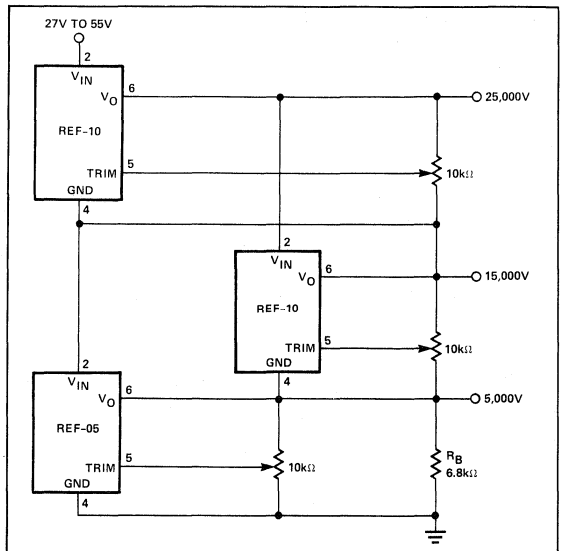 27V TO 55V
2
VIN
VO 6
25,000V
REF-10
TRIM 5
10kΩ
GND
4
2
VIN
VO 6
15,000V
REF-10
TRIM 5
10kΩ
GND
4
2
VIN
VO 6
5,000V
REF-05
TRIM 5
10kΩ
RB
6.8kΩ
GND
4